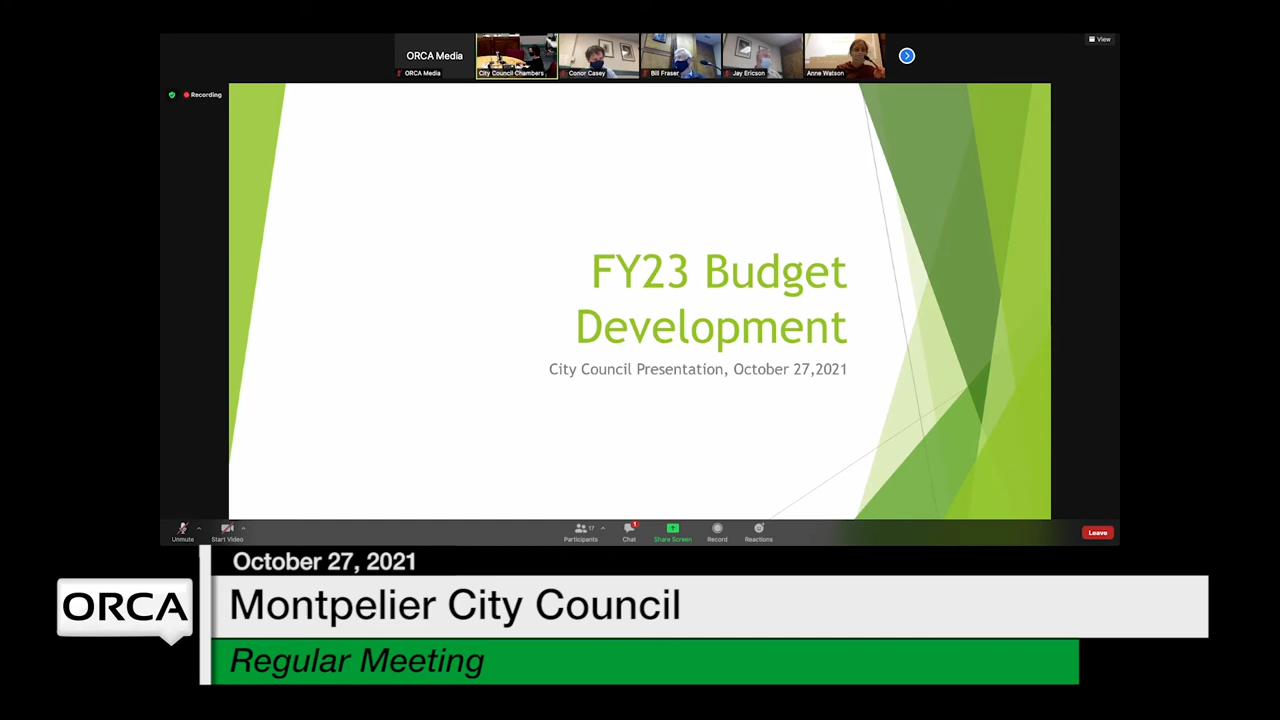 ORCA Media
ORCA Media
City Council Chambers
Conor Casey
Bill Fraser
Jay Ericson
Anne Watson
View
Recording
FY23 Budget
Development
City Council Presentation, October 27,2021
Unmute
Start Video
Participants
17
Chat
1
Share Screen
Record
Reactions
Leave
October 27, 2021
ORCA
Montpelier City Council
Regular Meeting